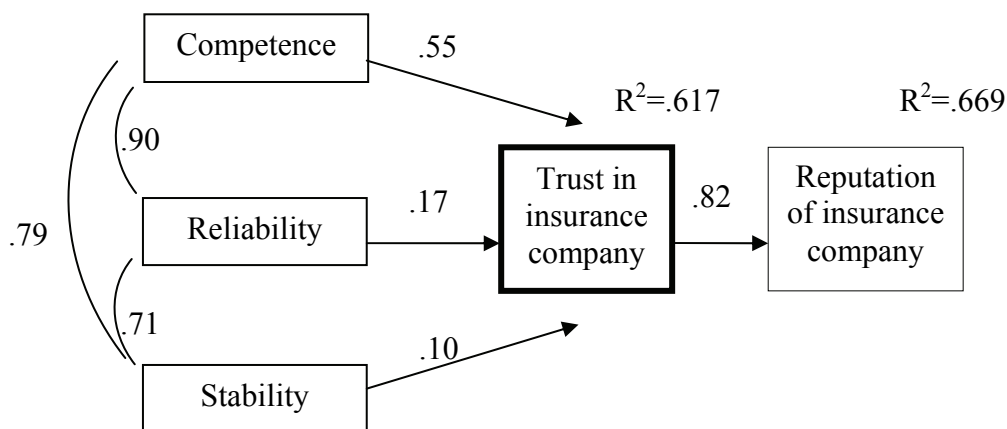 Competence
.55
R²=.617
R²=.669
.90
Trust in
insurance
company
Reputation
of insurance
company
.79
Reliability
.17
.82
.71
.10
Stability